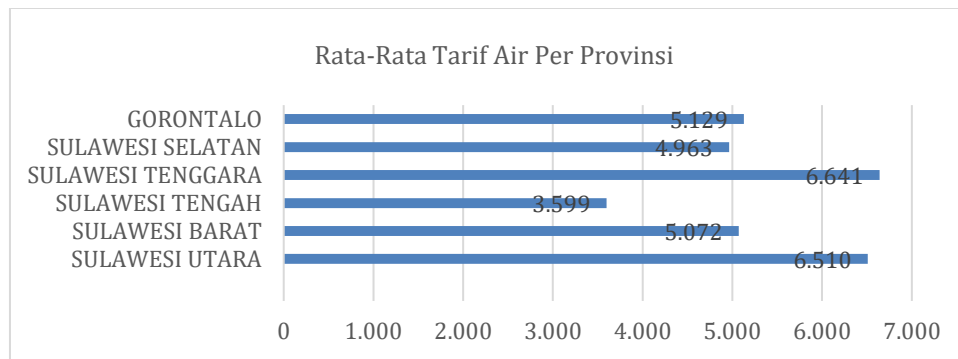 Rata-Rata Tarif Air Per Provinsi
GORONTALO 5.129
SULAWESI SELATAN 4.963
SULAWESI TENGGARA 6.641
SULAWESI TENGAH 3.599
SULAWESI BARAT 5.072
SULAWESI UTARA 6.510
0 1.000 2.000 3.000 4.000 5.000 6.000 7.000